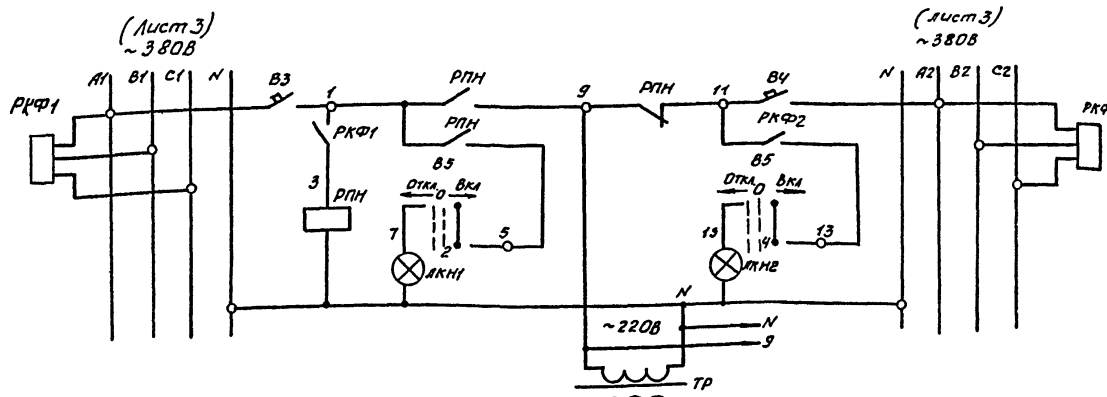 (Лист 3)
~380В
А1 В1 С1 N
РКФ1
В3
1
РПН
9
РПН
11
В4
(лист 3)
~380В
N А2 В2 С2
РКФ
РКФ1
РПН
РКФ2
3
РПН
В5
Откл. 0 Вкл
7
2
5
ЛКН1
В5
Откл. 0 Вкл
15
4
13
ЛКН2
N
~220В
N
9
ТР